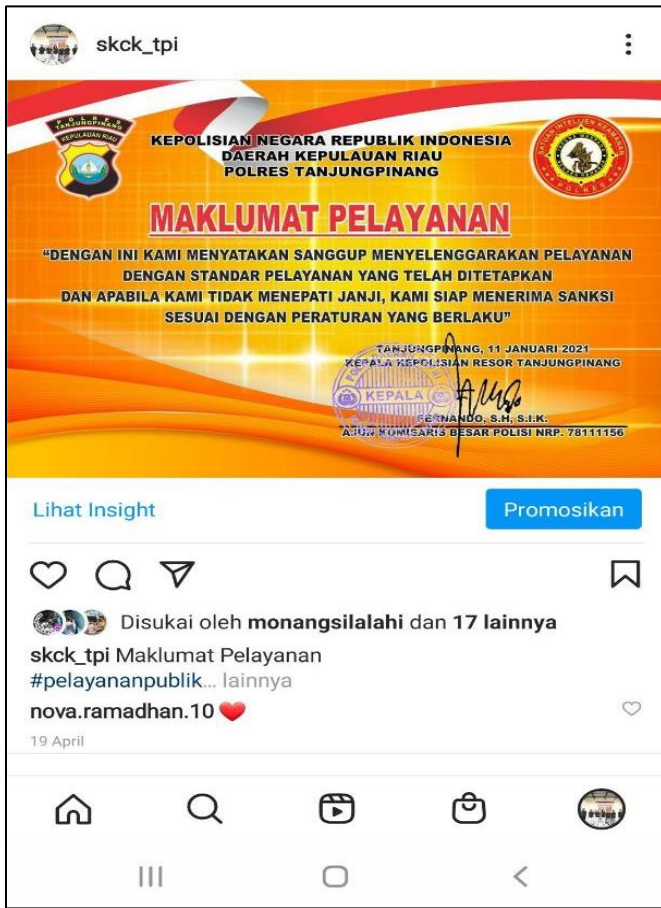 skck_tpi
POLRES
TANJUNGPINANG
KEPULAUAN RIAU
KEPOLISIAN NEGARA REPUBLIK INDONESIA
DAERAH KEPULAUAN RIAU
POLRES TANJUNGPINANG
SATUAN INTELIJEN KEAMANAN
POLRES
MAKLUMAT PELAYANAN
“DENGAN INI KAMI MENYATAKAN SANGGUP MENYELENGGARAKAN PELAYANAN
DENGAN STANDAR PELAYANAN YANG TELAH DITETAPKAN
DAN APABILA KAMI TIDAK MENEPATI JANJI, KAMI SIAP MENERIMA SANKSI
SESUAI DENGAN PERATURAN YANG BERLAKU”
TANJUNGPINANG, 11 JANUARI 2021
KEPALA KEPOLISIAN RESOR TANJUNGPINANG
KEPALA
FERNANDO, S.H, S.I.K.
AJUN KOMISARIS BESAR POLISI NRP. 78111156
Lihat Insight
Promosikan
Disukai oleh monangsilalahi dan 17 lainnya
skck_tpi Maklumat Pelayanan
#pelayananpublik... lainnya
nova.ramadhan.10 ❤️
19 April